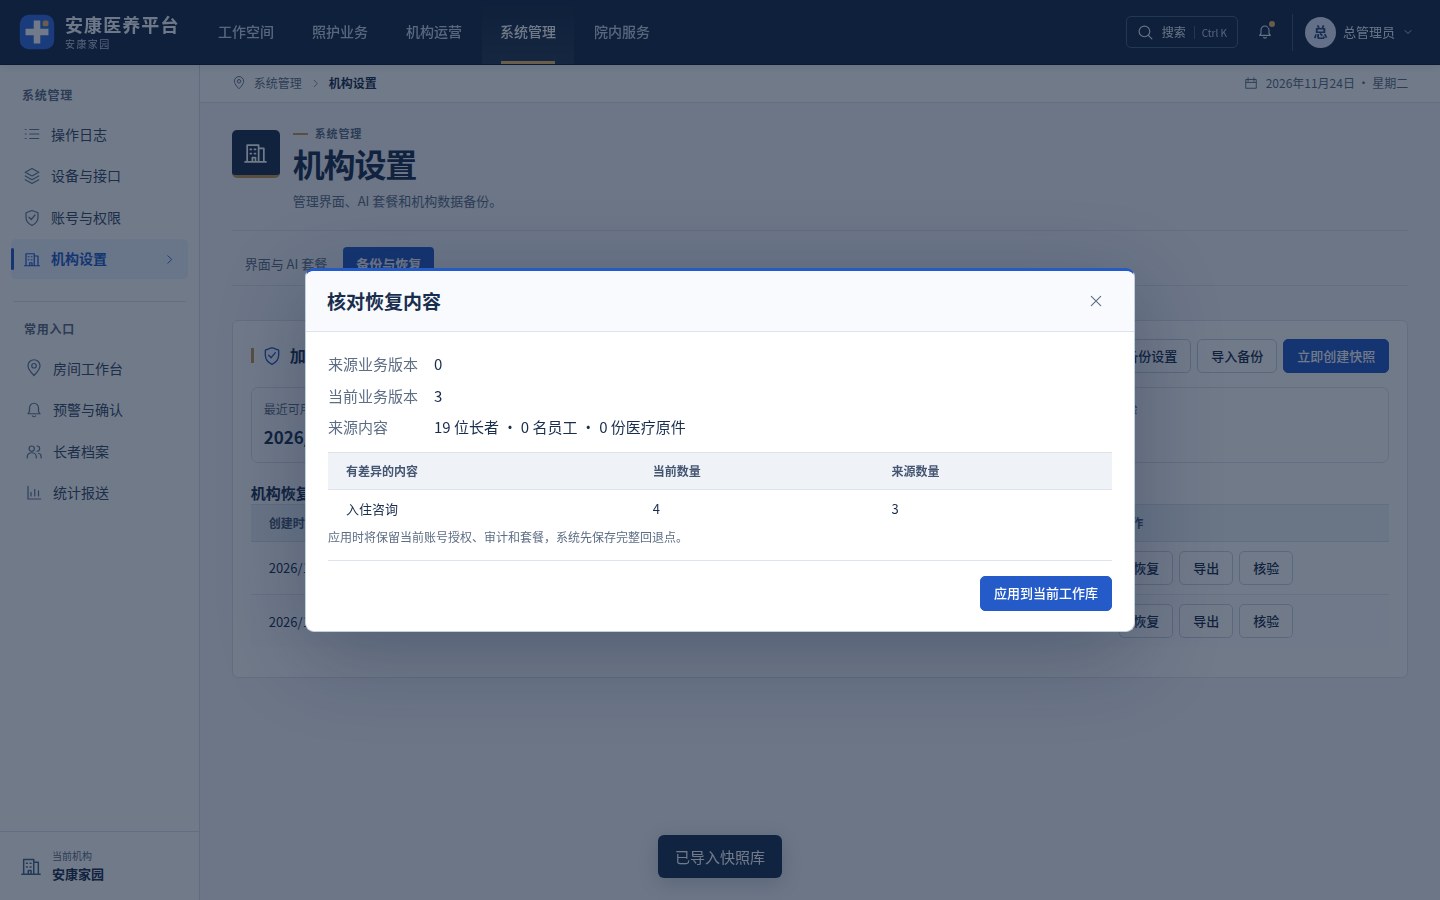 安康医养平台
安康家园
工作空间
照护业务
机构运营
系统管理
院内服务
搜索
Ctrl K
总
总管理员
系统管理
操作日志
设备与接口
账号与权限
机构设置
常用入口
房间工作台
预警与确认
长者档案
统计报送
当前机构
安康家园
系统管理
机构设置
2026年11月24日 · 星期二
系统管理
机构设置
管理界面、AI 套餐和机构数据备份。
界面与 AI 套餐
备份与恢复
份设置
导入备份
立即创建快照
最近可
2026
机构恢复
创建时
作
2026/
恢复
导出
核验
2026/
恢复
导出
核验
核对恢复内容
来源业务版本 0
当前业务版本 3
来源内容 19 位长者 · 0 名员工 · 0 份医疗原件
有差异的内容 当前数量 来源数量
入住咨询 4 3
应用时将保留当前账号授权、审计和套餐，系统先保存完整回退点。
应用到当前工作库
已导入快照库